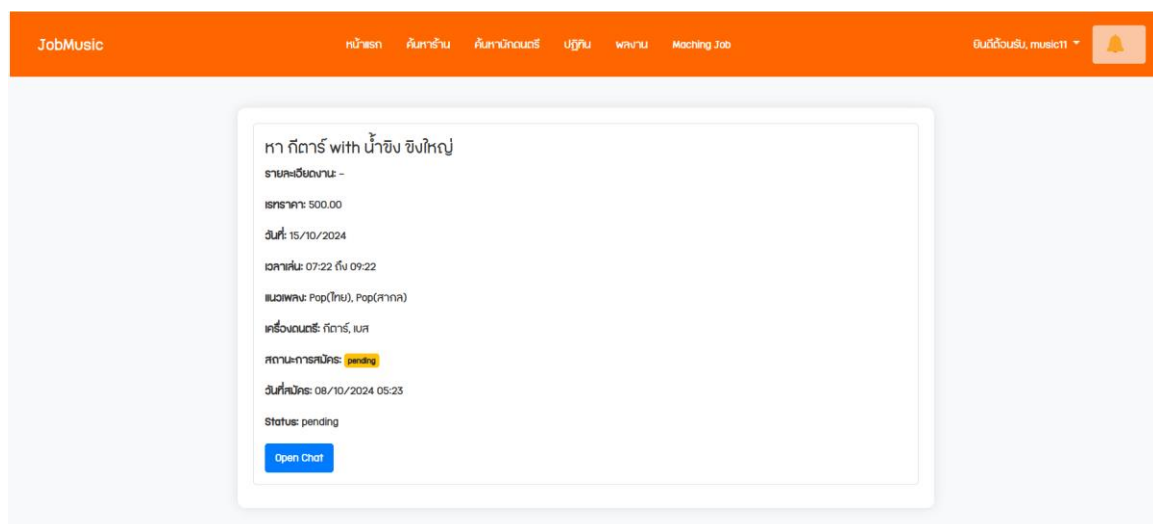 JobMusic หน้าแรก ค้นหาร้าน ค้นหานักดนตรี ปฏิทิน ผลงาน Maching Job ยินดีต้อนรับ, music11
หา กีตาร์ with น้ำขิง ขิงใหญ่
รายละเอียดงาน: -
เรทราคา: 500.00
วันที่: 15/10/2024
เวลาเล่น: 07:22 ถึง 09:22
แนวเพลง: Pop(ไทย), Pop(สากล)
เครื่องดนตรี: กีตาร์, เบส
สถานะการสมัคร: pending
วันที่สมัคร: 08/10/2024 05:23
Status: pending
Open Chat